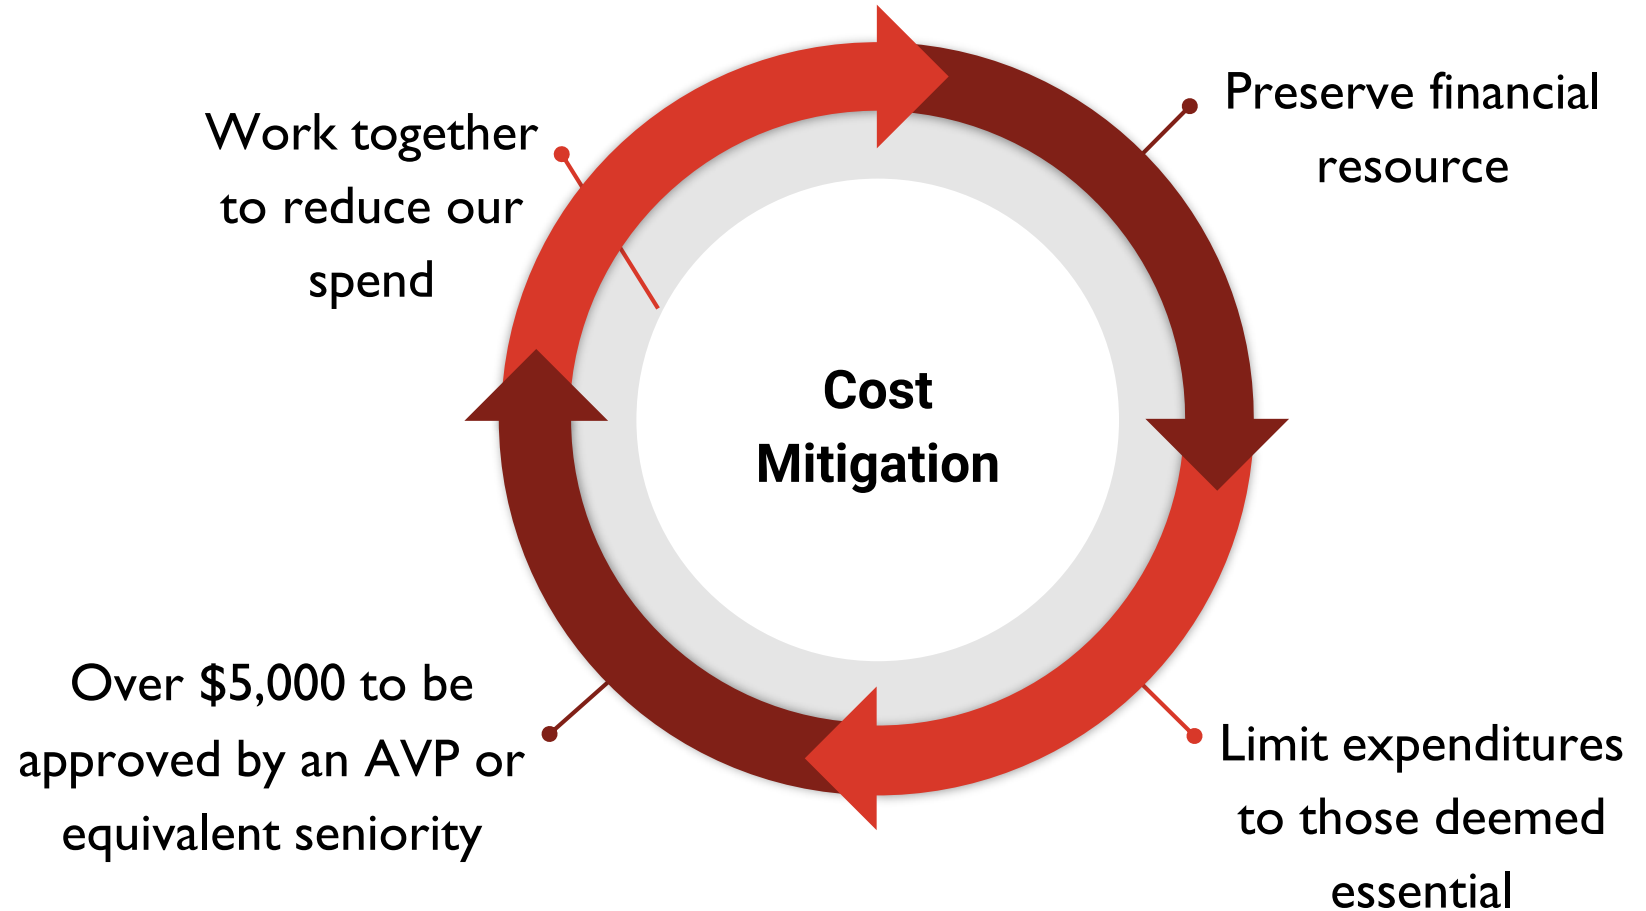 Work together
to reduce our
spend
Preserve financial
resource
Cost
Mitigation
Over $5,000 to be
approved by an AVP or
equivalent seniority
Limit expenditures
to those deemed
essential